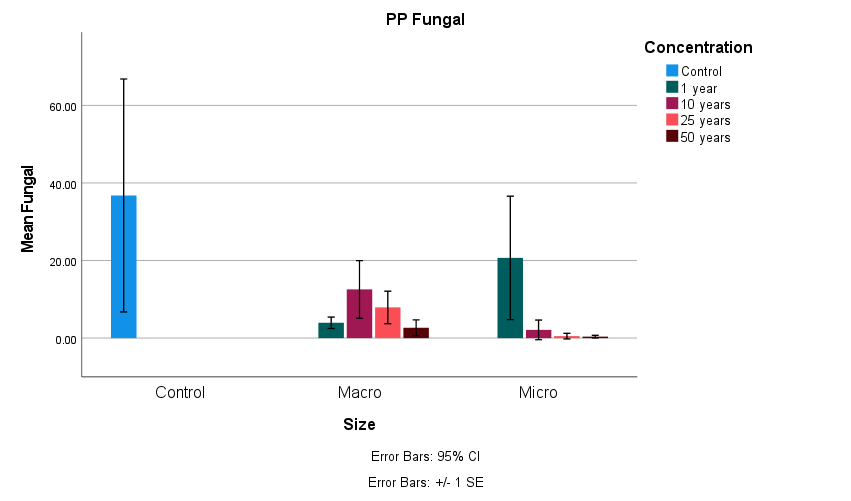 PP Fungal
Concentration
Control
1 year
10 years
25 years
50 years
Mean Fungal
60.00
40.00
20.00
0.00
Control Macro Micro
Size
Error Bars: 95% CI
Error Bars: +/- 1 SE